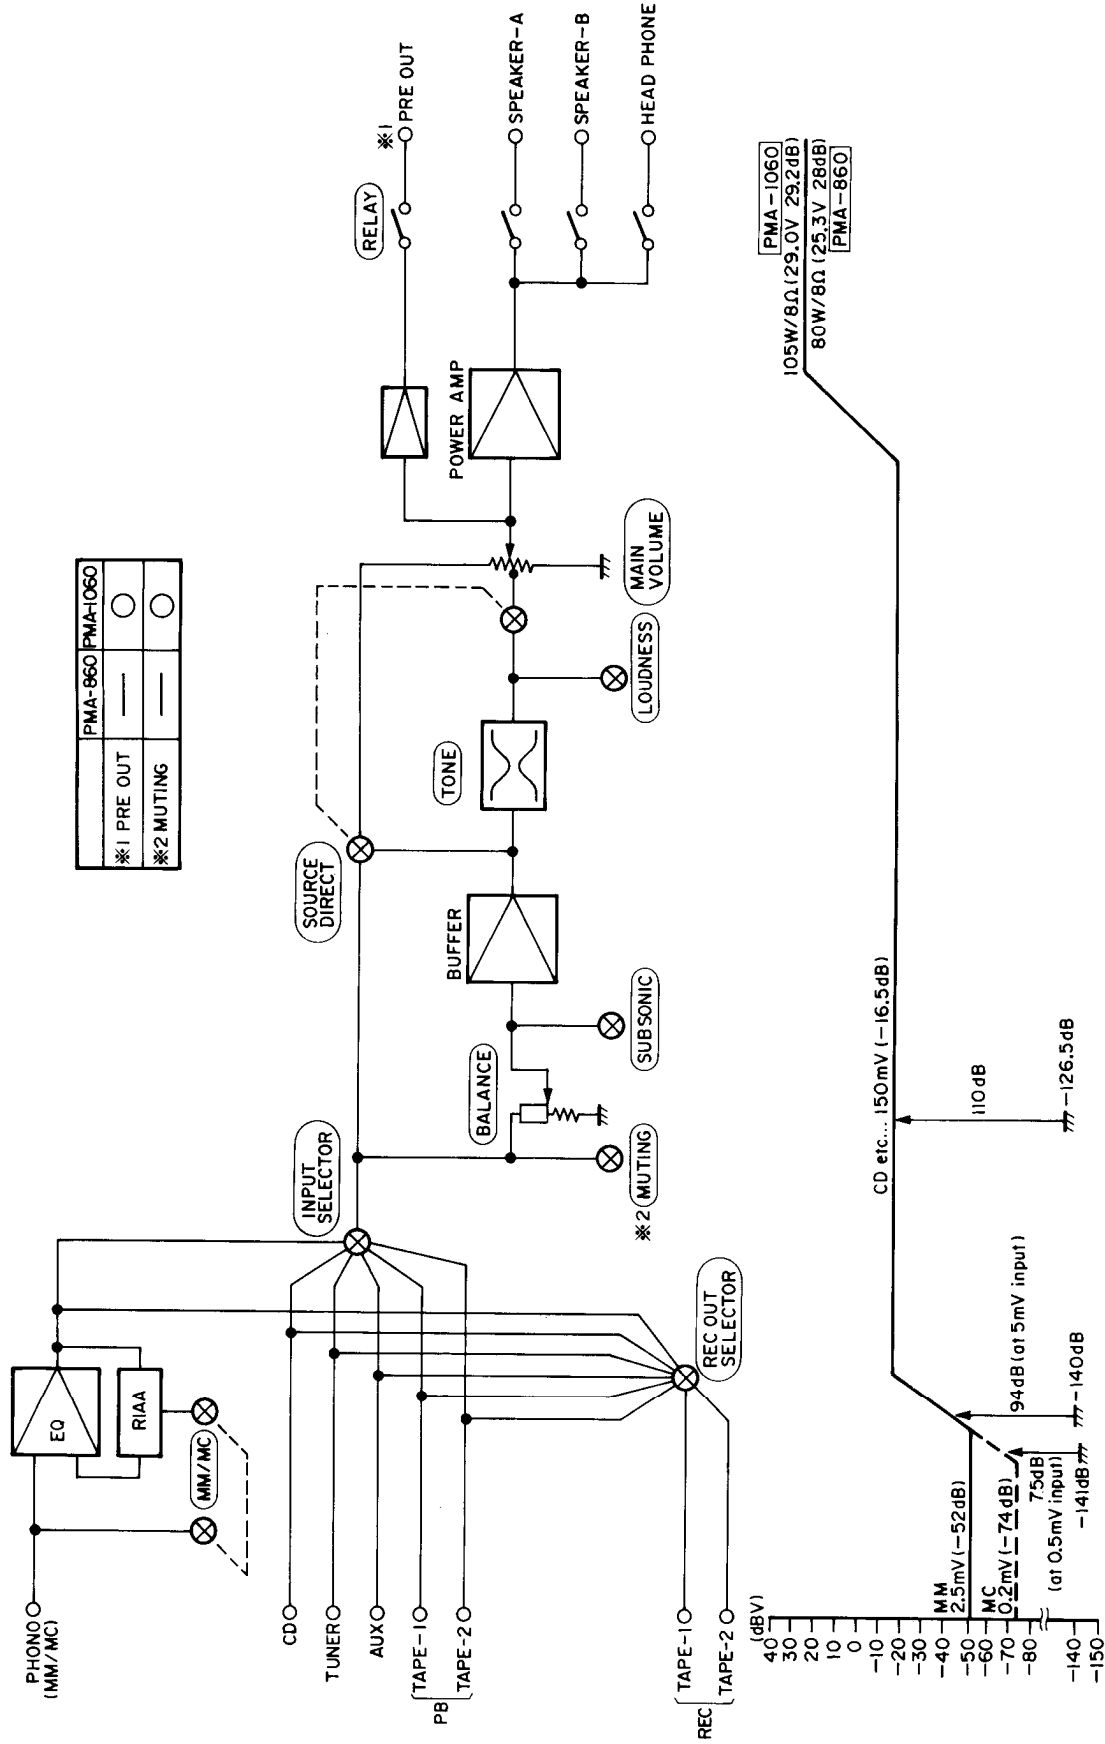 PMA-860 PMA-1060
※1 PRE OUT — ○
※2 MUTING — ○
PHONO
(MM/MC)
EQ
RIAA
MM/MC
CD
TUNER
AUX
TAPE-1
TAPE-2
PB
TAPE-1
TAPE-2
REC
INPUT
SELECTOR
REC OUT
SELECTOR
※2 MUTING
BALANCE
SUBSONIC
BUFFER
SOURCE
DIRECT
TONE
LOUDNESS
MAIN
VOLUME
POWER AMP
RELAY
※1
PRE OUT
SPEAKER-A
SPEAKER-B
HEAD PHONE
(dBV)
40
30
20
10
0
-10
-20
-30
-40
-50
-60
-70
-80
-140
-150
MM
2.5mV (-52dB)
MC
0.2mV (-74dB)
75dB
(at 0.5mV input)
-141dB
94dB (at 5mV input)
-140dB
CD etc... 150mV (-16.5dB)
110dB
-126.5dB
PMA-1060
105W/8Ω (29.0V 29.2dB)
80W/8Ω (25.3V 28dB)
PMA-860